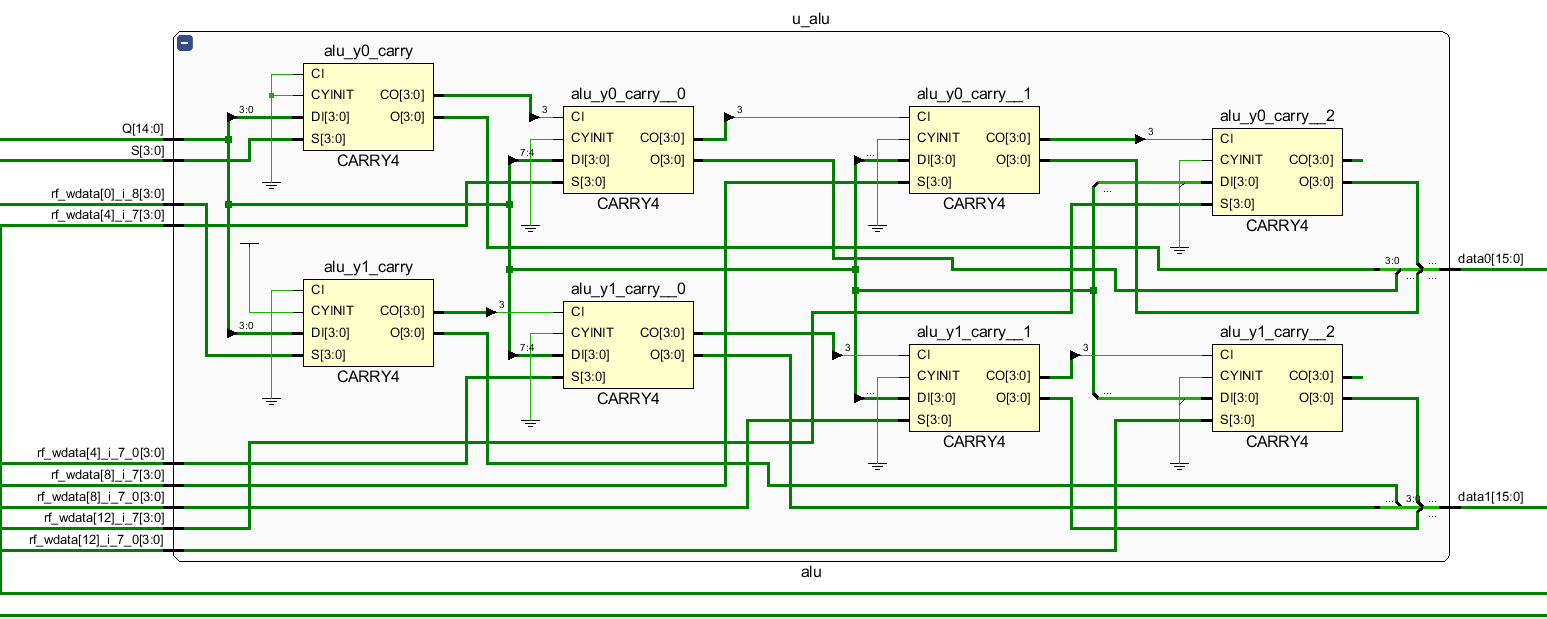 u_alu
alu_y0_carry
CI
CYINIT CO[3:0]
3:0 DI[3:0] O[3:0]
S[3:0]
CARRY4
alu_y0_carry__0
3 CI
CYINIT CO[3:0]
7:4 DI[3:0] O[3:0]
S[3:0]
CARRY4
alu_y0_carry__1
3 CI
CYINIT CO[3:0]
... DI[3:0] O[3:0]
S[3:0]
CARRY4
alu_y0_carry__2
3 CI
CYINIT CO[3:0]
... DI[3:0] O[3:0]
S[3:0]
CARRY4
Q[14:0]
S[3:0]
rf_wdata[0]_i_8[3:0]
rf_wdata[4]_i_7[3:0]
3:0 ... data0[15:0]
... ...
alu_y1_carry
CI
CYINIT CO[3:0]
3:0 DI[3:0] O[3:0]
S[3:0]
CARRY4
alu_y1_carry__0
3 CI
CYINIT CO[3:0]
7:4 DI[3:0] O[3:0]
S[3:0]
CARRY4
alu_y1_carry__1
3 CI
CYINIT CO[3:0]
... DI[3:0] O[3:0]
S[3:0]
CARRY4
alu_y1_carry__2
3 CI
CYINIT CO[3:0]
... DI[3:0] O[3:0]
S[3:0]
CARRY4
rf_wdata[4]_i_7_0[3:0]
rf_wdata[8]_i_7[3:0]
rf_wdata[8]_i_7_0[3:0]
rf_wdata[12]_i_7[3:0]
rf_wdata[12]_i_7_0[3:0]
... 3:0 ... data1[15:0]
...
alu